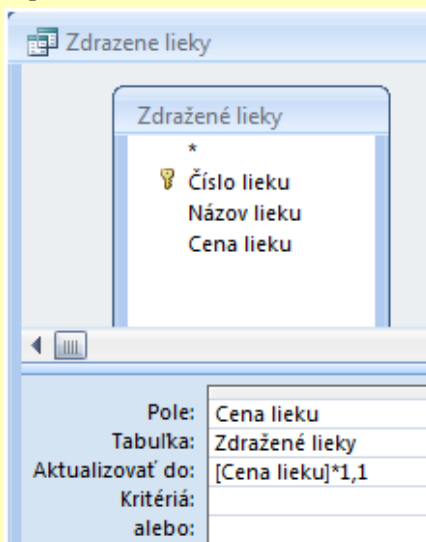 Zdrazene lieky
Zdražené lieky
*
Číslo lieku
Názov lieku
Cena lieku
Pole: Cena lieku
Tabuľka: Zdražené lieky
Aktualizovať do: [Cena lieku]*1,1
Kritériá:
alebo: